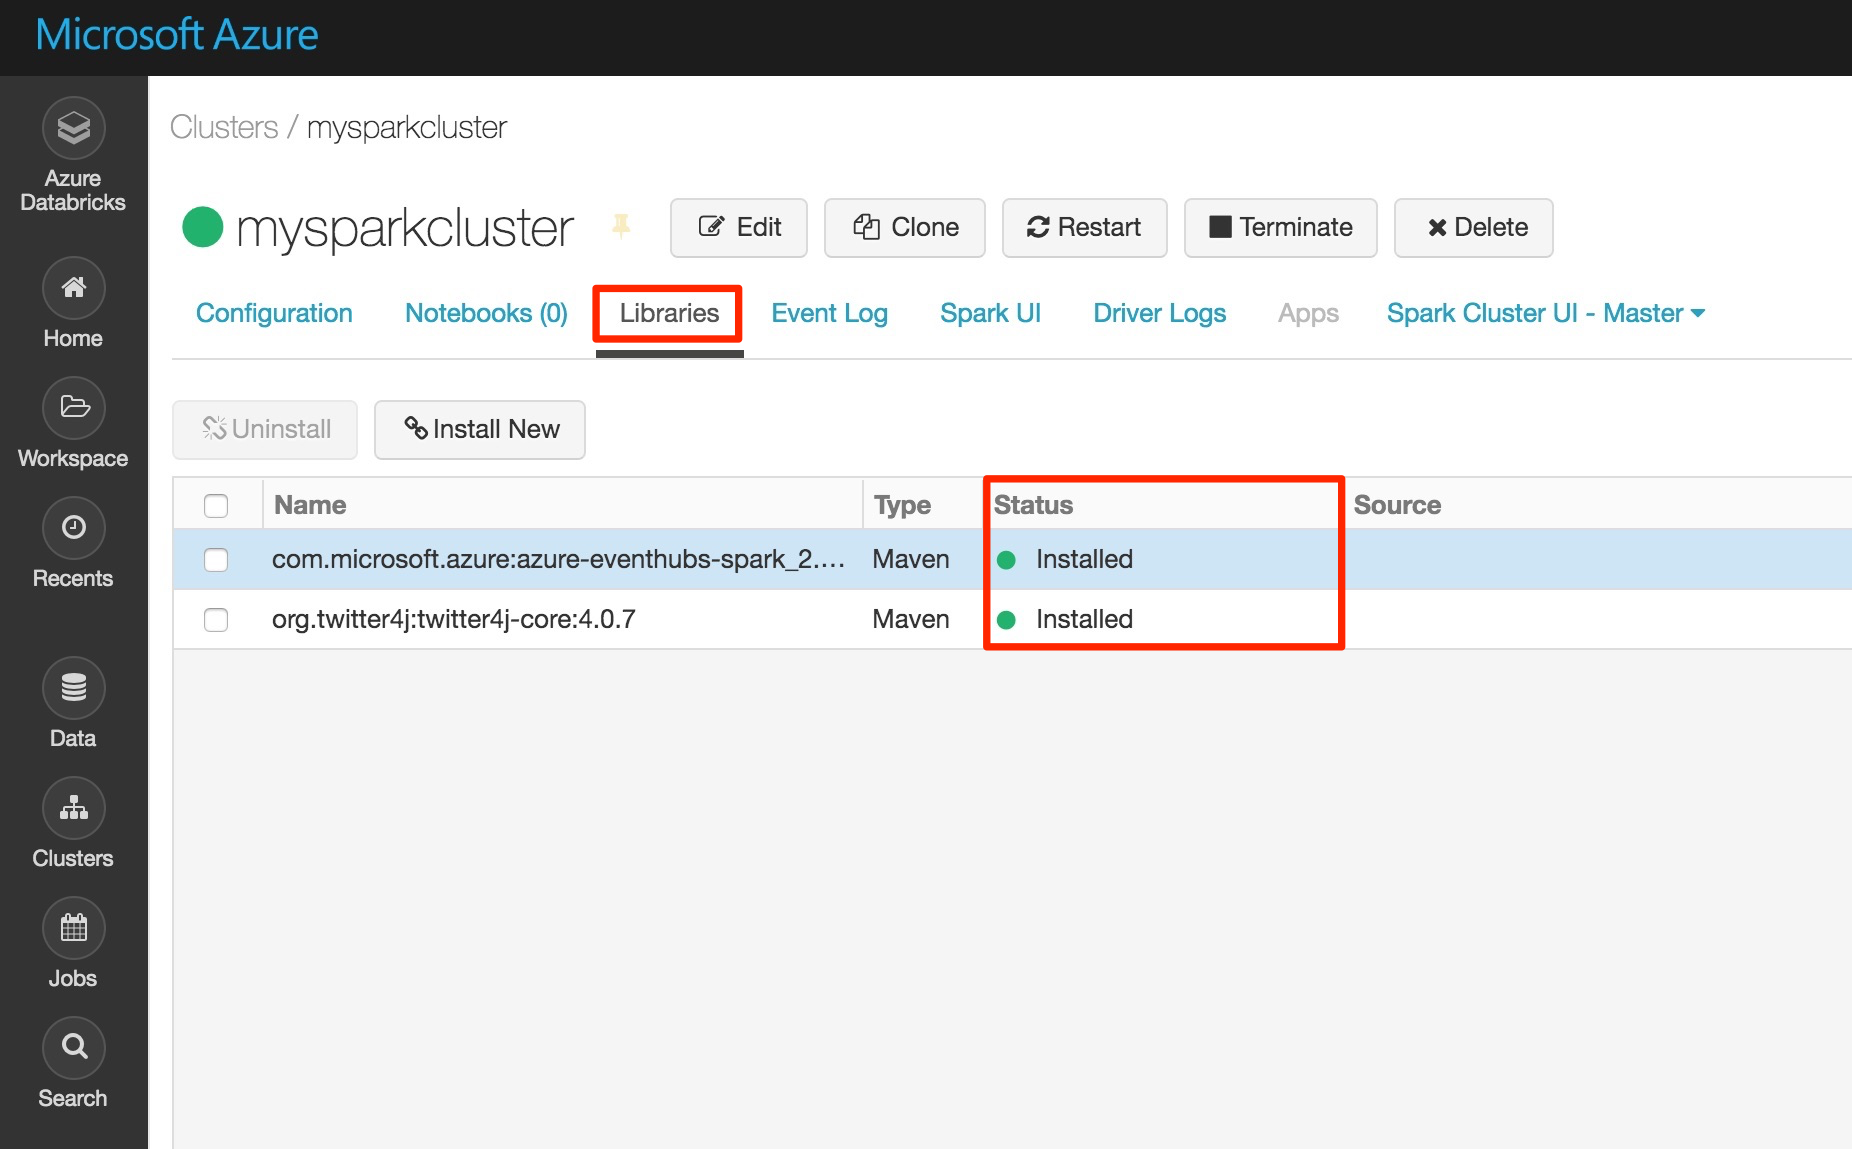 Microsoft Azure
Azure
Databricks
Home
Workspace
Recents
Data
Clusters
Jobs
Search
Clusters / mysparkcluster
mysparkcluster
Edit
Clone
Restart
Terminate
Delete
Configuration
Notebooks (0)
Libraries
Event Log
Spark UI
Driver Logs
Apps
Spark Cluster UI - Master
Uninstall
Install New
Name Type Status Source
com.microsoft.azure:azure-eventhubs-spark_2.... Maven Installed
org.twitter4j:twitter4j-core:4.0.7 Maven Installed